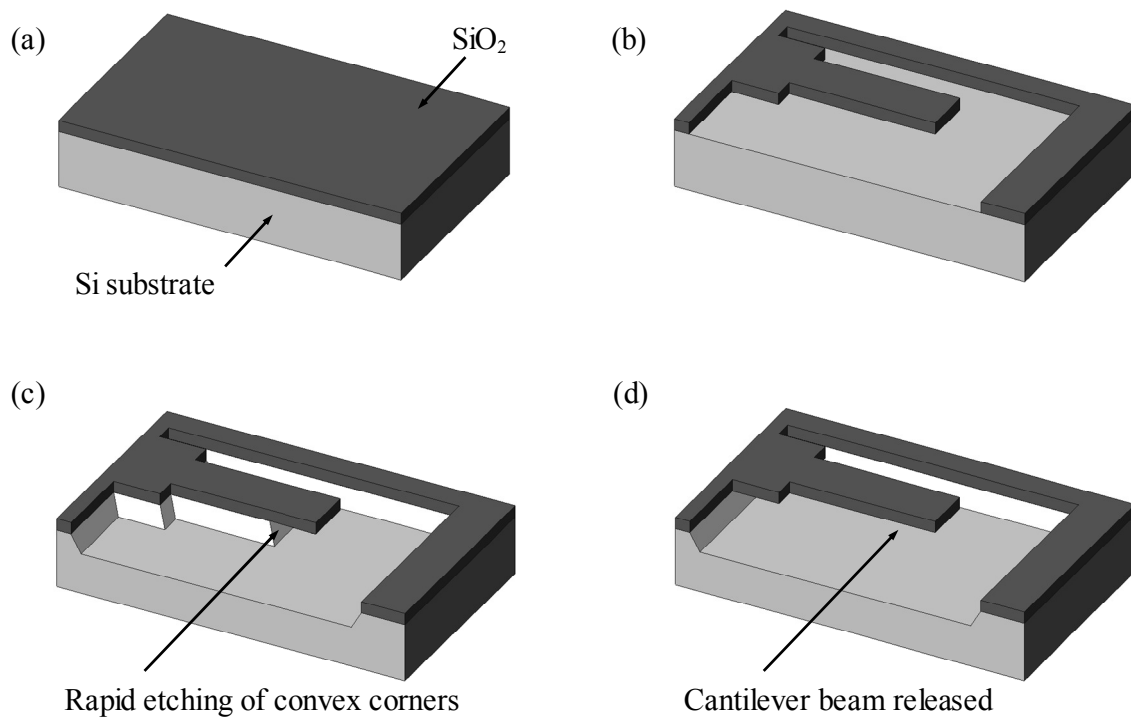 (a)
SiO₂
Si substrate
(b)
(c)
Rapid etching of convex corners
(d)
Cantilever beam released